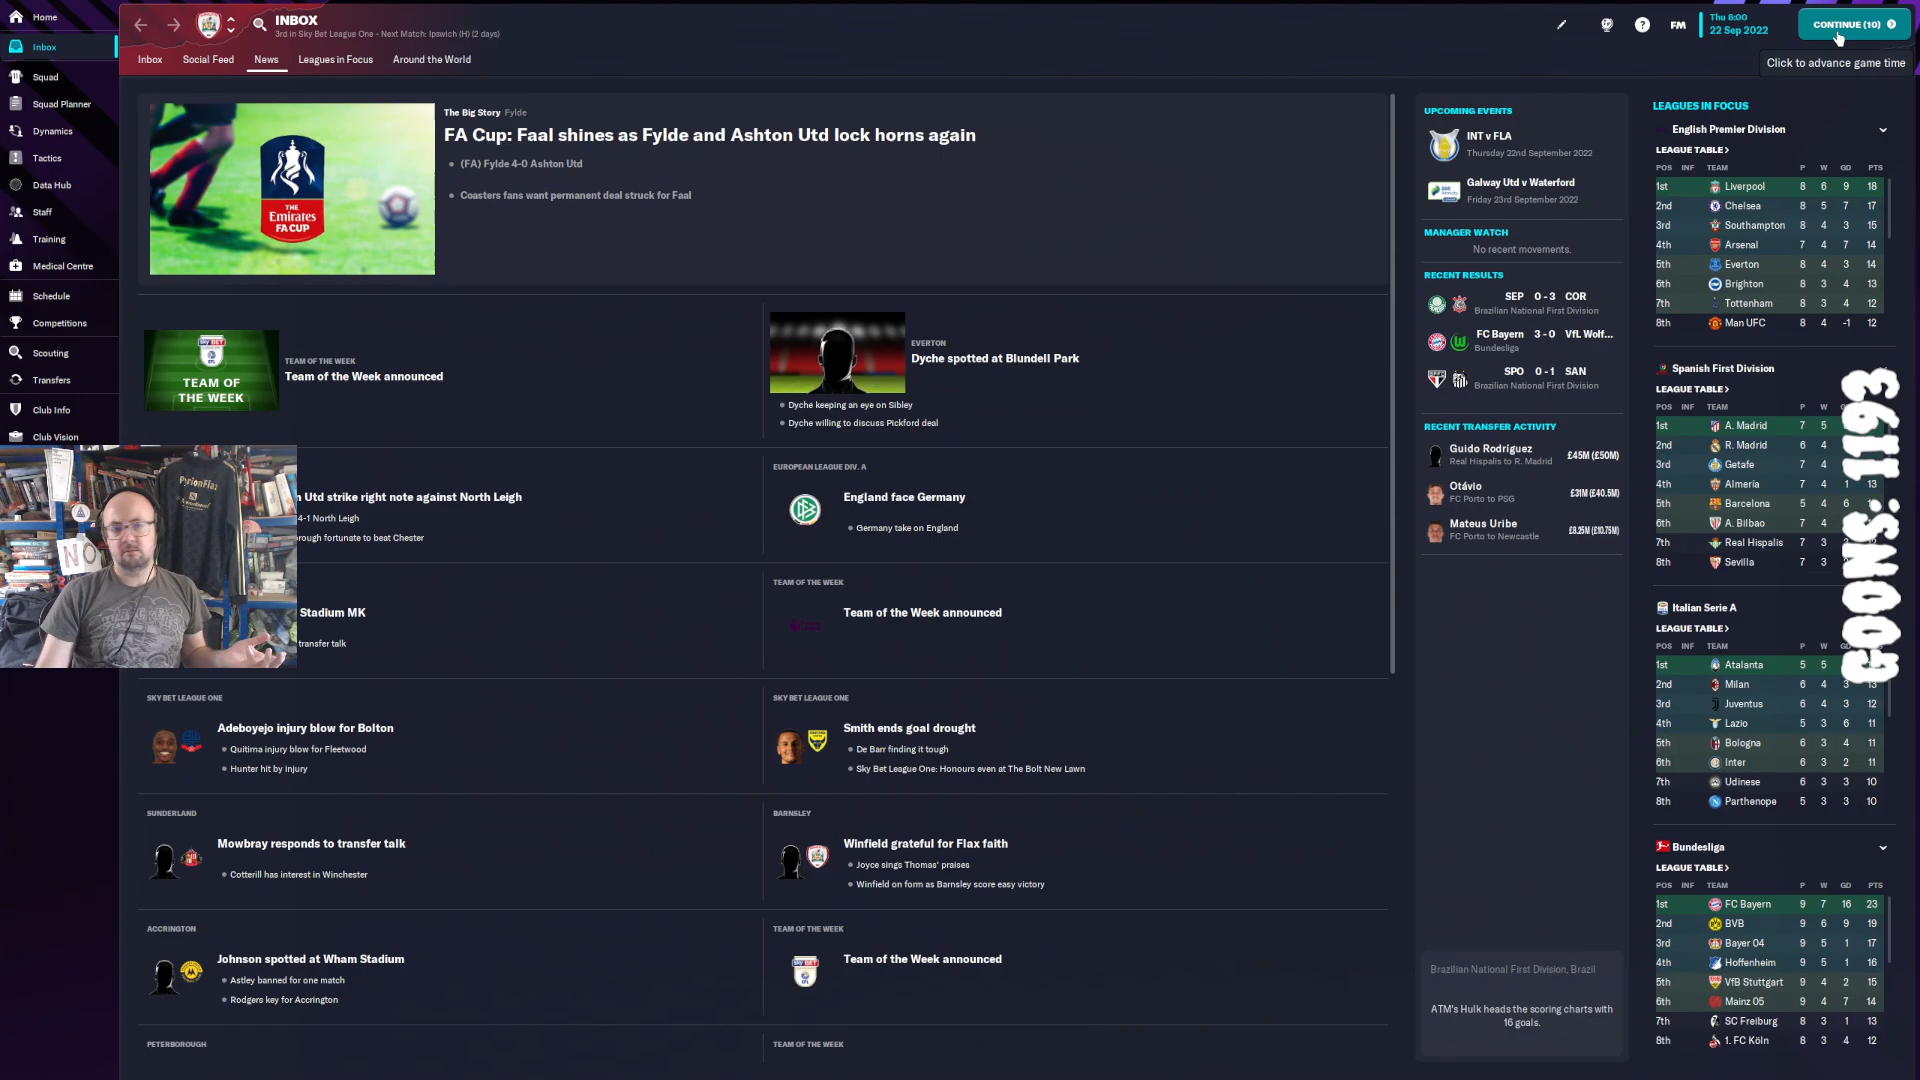 Home
Inbox
Squad
Squad Planner
Dynamics
Tactics
Data Hub
Staff
Training
Medical Centre
Schedule
Competitions
Scouting
Transfers
Club Info
Club Vision
INBOX
3rd in Sky Bet League One - Next Match: Ipswich (H) (2 days)
FM
Thu 8:00
22 Sep 2022
CONTINUE (10)
Click to advance game time
Inbox Social Feed News Leagues in Focus Around the World
The Big Story Fylde
FA Cup: Faal shines as Fylde and Ashton Utd lock horns again
(FA) Fylde 4-0 Ashton Utd
Coasters fans want permanent deal struck for Faal
THE
Emirates
FA CUP
TEAM OF
THE WEEK
TEAM OF THE WEEK
Team of the Week announced
EVERTON
Dyche spotted at Blundell Park
Dyche keeping an eye on Sibley
Dyche willing to discuss Pickford deal
Utd strike right note against North Leigh
4-1 North Leigh
orough fortunate to beat Chester
EUROPEAN LEAGUE DIV. A
England face Germany
Germany take on England
Stadium MK
transfer talk
TEAM OF THE WEEK
Team of the Week announced
SKY BET LEAGUE ONE
Adeboyejo injury blow for Bolton
Quitirna injury blow for Fleetwood
Hunter hit by injury
SKY BET LEAGUE ONE
Smith ends goal drought
De Barr finding it tough
Sky Bet League One: Honours even at The Bolt New Lawn
SUNDERLAND
Mowbray responds to transfer talk
Cotterill has interest in Winchester
BARNSLEY
Winfield grateful for Flax faith
Joyce sings Thomas' praises
Winfield on form as Barnsley score easy victory
ACCRINGTON
Johnson spotted at Wham Stadium
Astley banned for one match
Rodgers key for Accrington
TEAM OF THE WEEK
Team of the Week announced
PETERBOROUGH
TEAM OF THE WEEK
PyrionFlax
NO
UPCOMING EVENTS
INT v FLA
Thursday 22nd September 2022
Galway Utd v Waterford
Friday 23rd September 2022
MANAGER WATCH
No recent movements.
RECENT RESULTS
SEP 0 - 3 COR
Brazilian National First Division
FC Bayern 3 - 0 VfL Wolf...
Bundesliga
SPO 0 - 1 SAN
Brazilian National First Division
RECENT TRANSFER ACTIVITY
Guido Rodríguez
Real Hispalis to R. Madrid
£45M (£50M)
Otávio
FC Porto to PSG
£31M (£40.5M)
Mateus Uribe
FC Porto to Newcastle
£8.25M (£10.75M)
Brazilian National First Division, Brazil
ATM's Hulk heads the scoring charts with
16 goals.
LEAGUES IN FOCUS
English Premier Division
LEAGUE TABLE >
POS INF TEAM P W GD PTS
1st Liverpool 8 6 9 18
2nd Chelsea 8 5 7 17
3rd Southampton 8 4 3 15
4th Arsenal 7 4 7 14
5th Everton 8 4 3 14
6th Brighton 8 3 4 13
7th Tottenham 8 3 4 12
8th Man UFC 8 4 -1 12
Spanish First Division
LEAGUE TABLE >
POS INF TEAM P W
1st A. Madrid 7 5
2nd R. Madrid 6 4
3rd Getafe 7 4
4th Almería 7 4 1 13
5th Barcelona 5 4 6
6th A. Bilbao 7 4
7th Real Hispalis 7 3
8th Sevilla 7 3
Italian Serie A
LEAGUE TABLE >
POS INF TEAM P W GD PTS
1st Atalanta 5 5
2nd Milan 6 4 3 13
3rd Juventus 6 4 3 12
4th Lazio 5 3 6 11
5th Bologna 6 3 4 11
6th Inter 6 3 2 11
7th Udinese 6 3 3 10
8th Parthenope 5 3 3 10
Bundesliga
LEAGUE TABLE >
POS INF TEAM P W GD PTS
1st FC Bayern 9 7 16 23
2nd BVB 9 6 9 19
3rd Bayer 04 9 5 1 17
4th Hoffenheim 9 5 1 16
5th VfB Stuttgart 9 4 2 15
6th Mainz 05 9 4 7 14
7th SC Freiburg 8 3 1 13
8th 1. FC Köln 8 3 4 12
GOONS: 1193